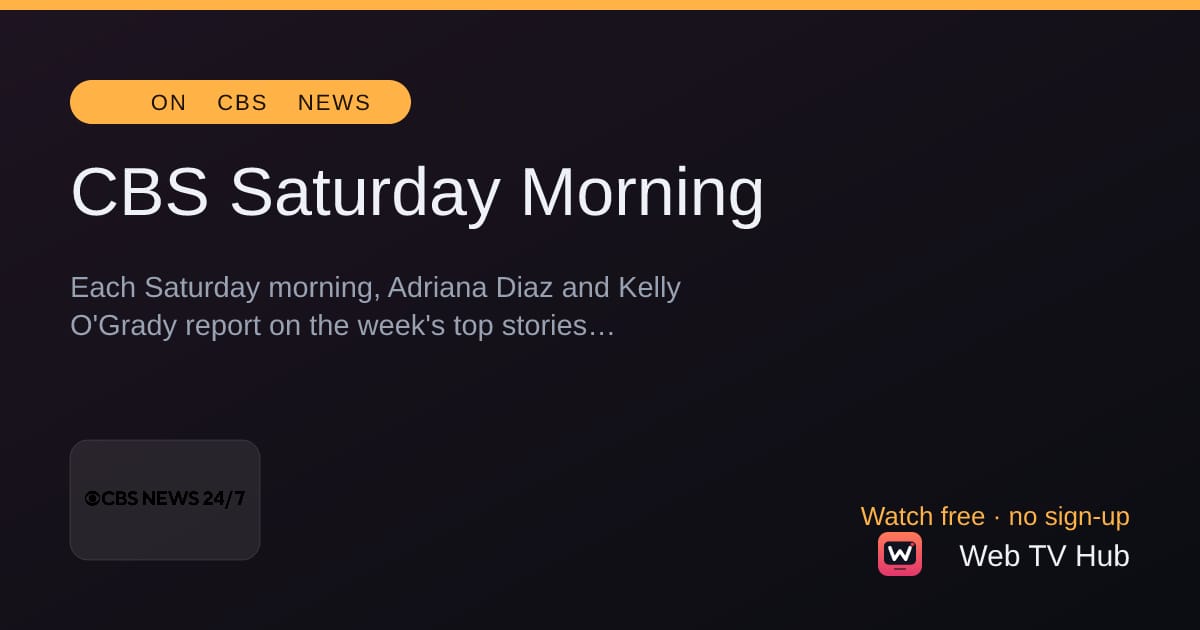 ON CBS NEWS
CBS Saturday Morning
Each Saturday morning, Adriana Diaz and Kelly
O'Grady report on the week's top stories…
CBS NEWS 24/7
Watch free · no sign-up
W
Web TV Hub